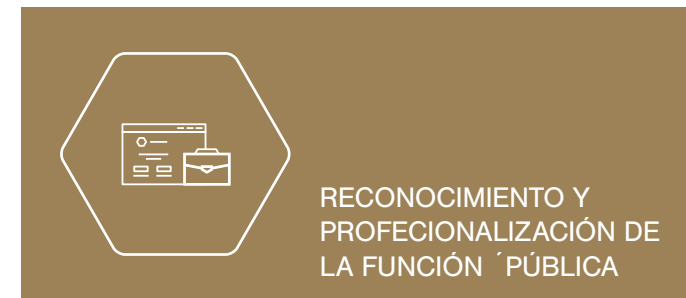 RECONOCIMIENTO Y
PROFECIONALIZACIÓN DE
LA FUNCIÓN ´PÚBLICA